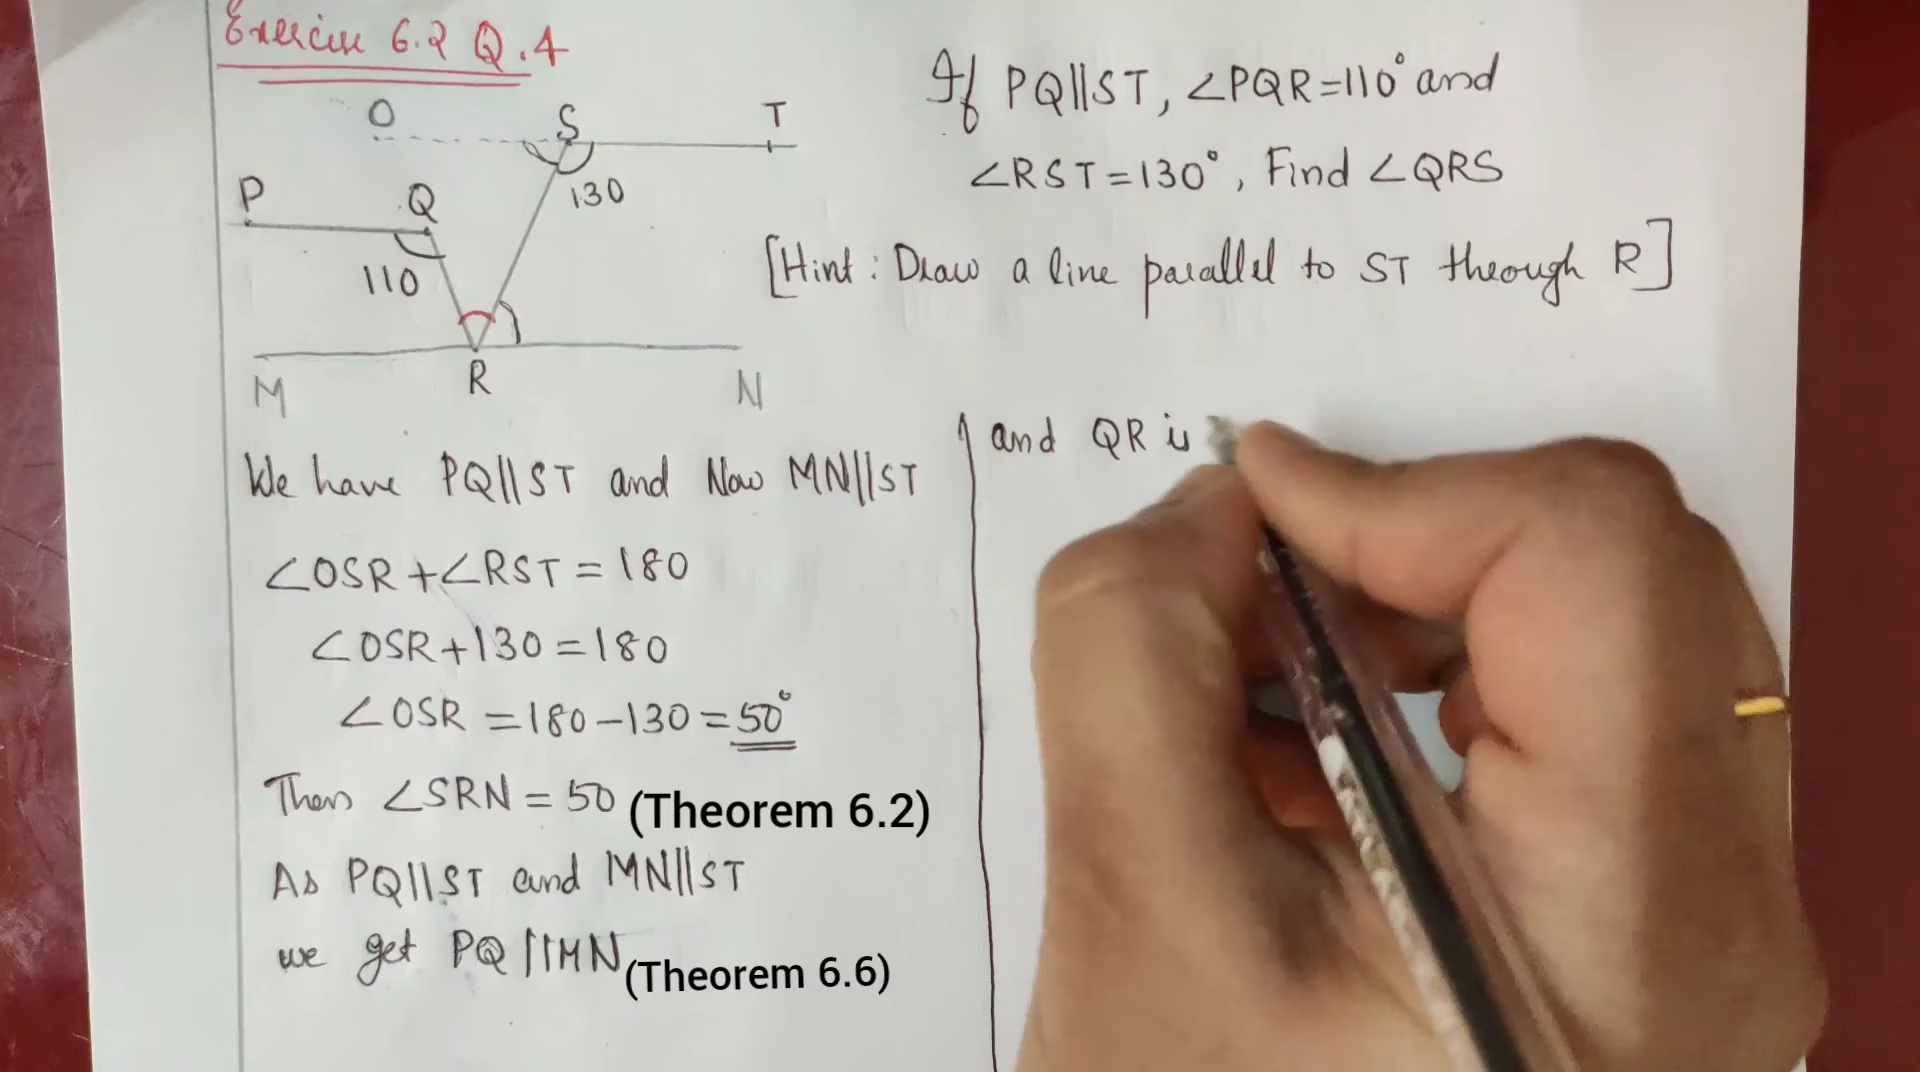 Exercise 6.2 Q.4
O S T
P Q 130
110
R
M N
If PQ||ST, ∠PQR=110° and
∠RST=130°, Find ∠QRS
[Hint: Draw a line parallel to ST through R]
We have PQ||ST and Now MN||ST
∠OSR+∠RST=180
∠OSR+130=180
∠OSR=180-130=50°
Then ∠SRN=50 (Theorem 6.2)
As PQ||ST and MN||ST
we get PQ||MN (Theorem 6.6)
and QR is